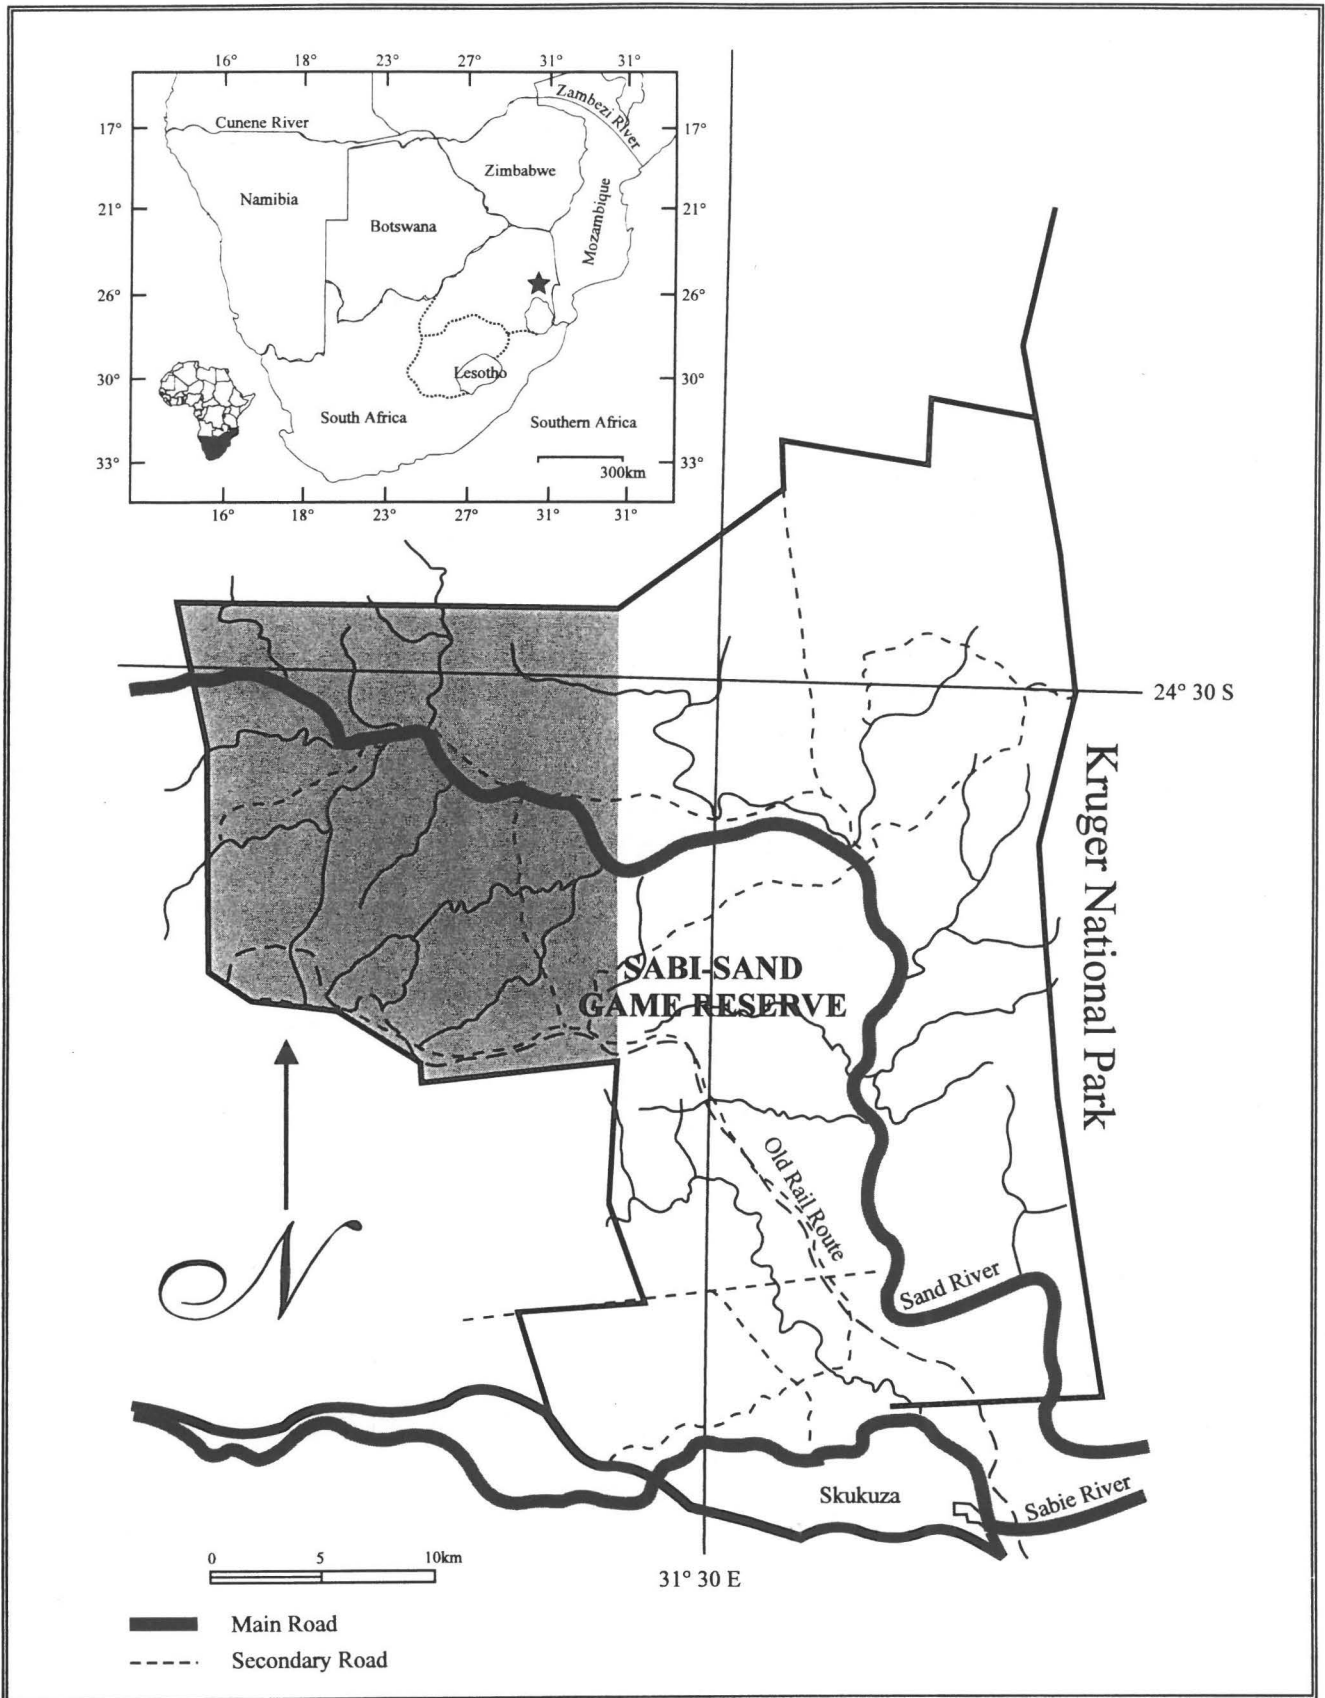 16° 18° 23° 27° 31° 31°
Zambezi River
Cunene River
17° 17°
Zimbabwe
Namibia
Mozambique
21° 21°
Botswana
26° 26°
30° 30°
Lesotho
South Africa
Southern Africa
33° 33°
300km
16° 18° 23° 27° 31° 31°
24° 30 S
Kruger National Park
SABI-SAND
GAME RESERVE
Old Rail Route
N
Sand River
Skukuza
Sabie River
0 5 10km
31° 30 E
Main Road
Secondary Road